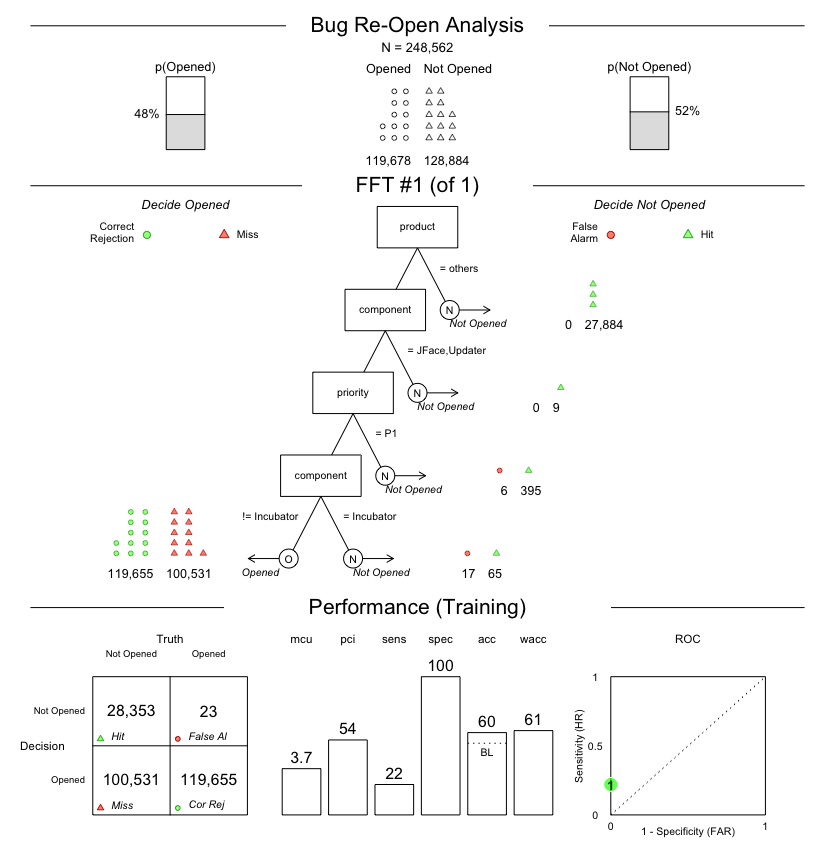 Bug Re-Open Analysis
N = 248,562
p(Opened)
Opened Not Opened
p(Not Opened)
48%
52%
119,678 128,884
FFT #1 (of 1)
Decide Opened
Decide Not Opened
Correct
Rejection
Miss
False
Alarm
Hit
product
= others
component
N
Not Opened
0 27,884
= JFace,Updater
priority
N
Not Opened
0 9
= P1
component
N
Not Opened
6 395
!= Incubator
= Incubator
O
N
Opened
Not Opened
119,655 100,531
17 65
Performance (Training)
Truth
Not Opened Opened
mcu pci sens spec acc wacc
ROC
Decision
Not Opened
28,353
Hit
23
False Al
Opened
100,531
Miss
119,655
Cor Rej
3.7
54
22
100
60
BL
61
Sensitivity (HR)
1
0.5
0
1
0 1
1 - Specificity (FAR)